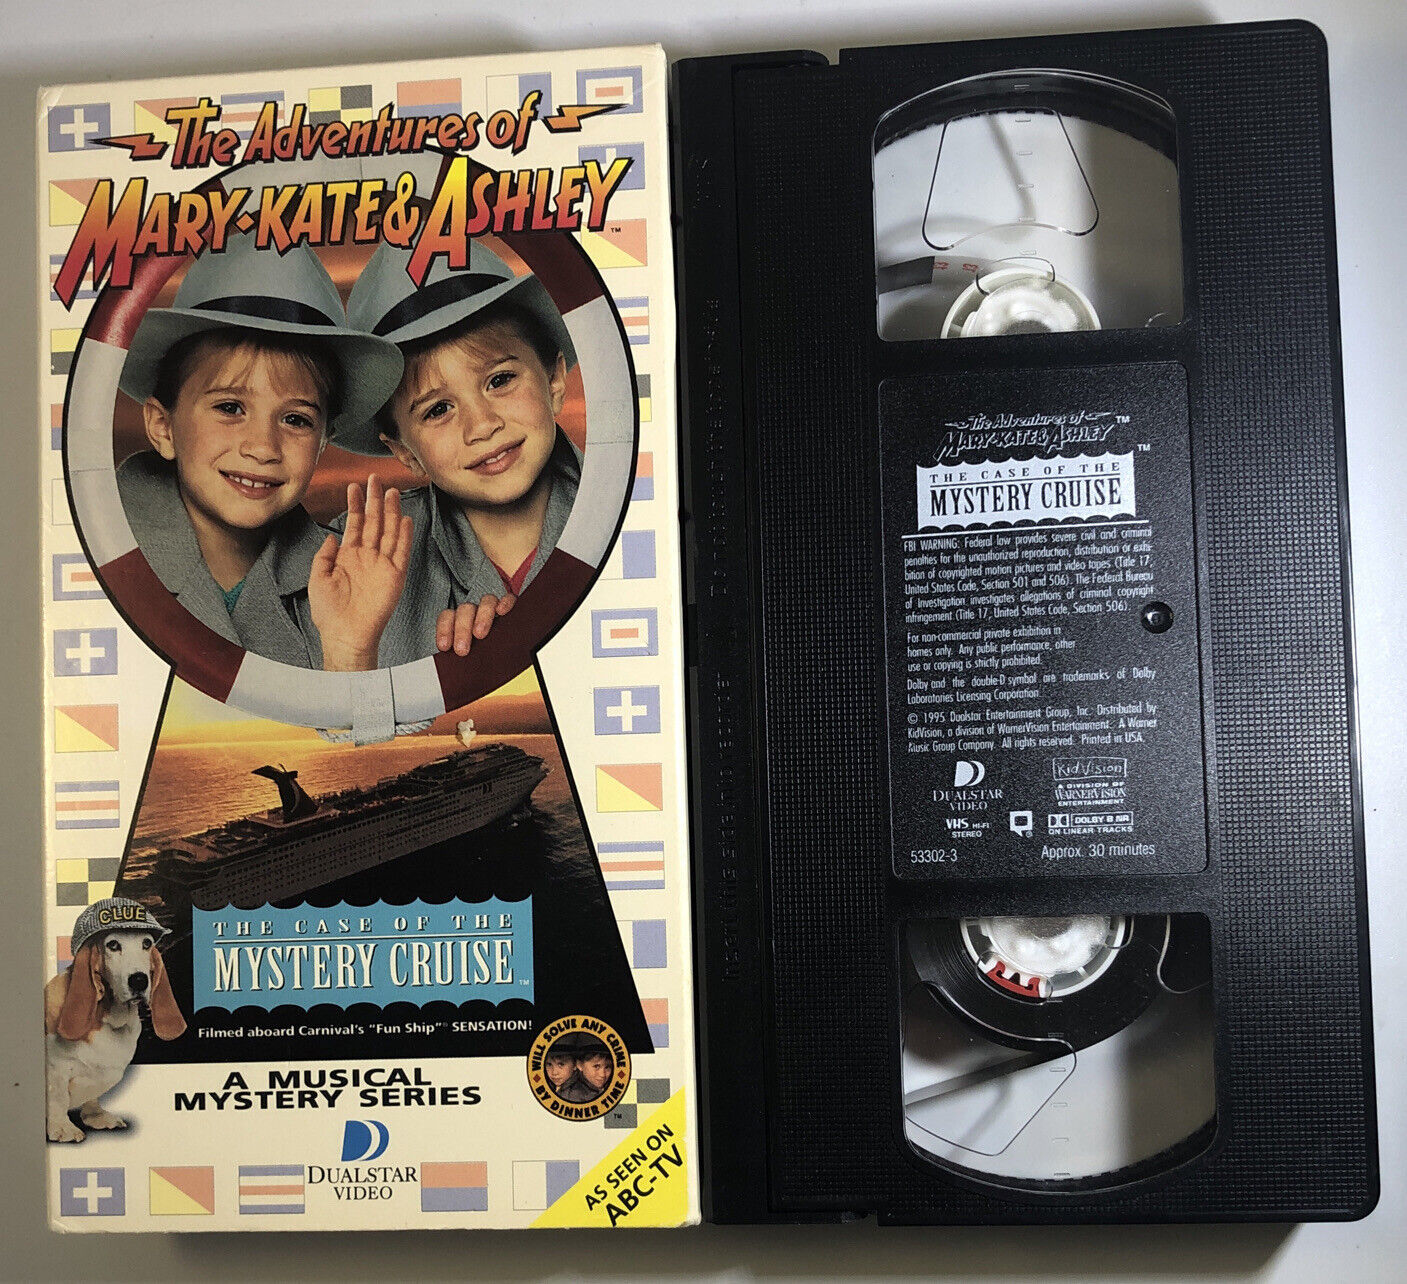 The Adventures of
MARY-KATE & ASHLEY™
CLUE
THE CASE OF THE
MYSTERY CRUISE™
Filmed aboard Carnival's "Fun Ship"® SENSATION!
WILL SOLVE ANY CRIME
BY DINNER TIME
™
A MUSICAL
MYSTERY SERIES
DUALSTAR
VIDEO
AS SEEN ON
ABC-TV
The Adventures of
MARY-KATE & ASHLEY™
THE CASE OF THE ™
MYSTERY CRUISE
FBI WARNING: Federal law provides severe civil and criminal
penalties for the unauthorized reproduction, distribution or exhi-
bition of copyrighted motion pictures and video tapes (Title 17,
United States Code, Section 501 and 506). The Federal Bureau
of Investigation investigates allegations of criminal copyright
infringement (Title 17, United States Code, Section 506).
For non-commercial private exhibition in
homes only. Any public performance, other
use or copying is strictly prohibited.
Dolby and the double-D symbol are trademarks of Dolby
Laboratories Licensing Corporation.
© 1995 Dualstar Entertainment Group, Inc. Distributed by
KidVision, a division of WarnerVision Entertainment. A Warner
Music Group Company. All rights reserved. Printed in USA.
DUALSTAR
VIDEO
KidVision
A DIVISION OF
WARNERVISION
ENTERTAINMENT
VHS HI-FI
STEREO
DOLBY B NR
ON LINEAR TRACKS
53302-3
Approx. 30 minutes